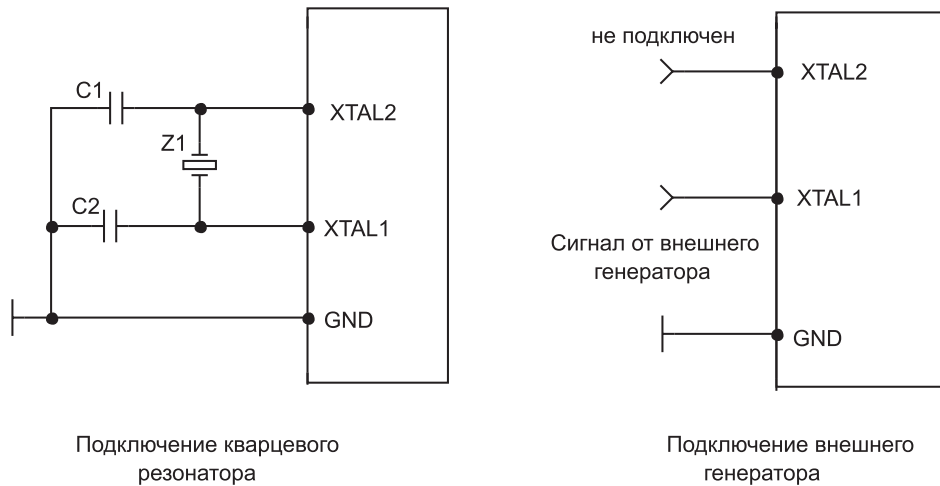 C1
XTAL2
Z1
C2
XTAL1
GND
Подключение кварцевого
резонатора
не подключен
XTAL2
XTAL1
Сигнал от внешнего
генератора
GND
Подключение внешнего
генератора